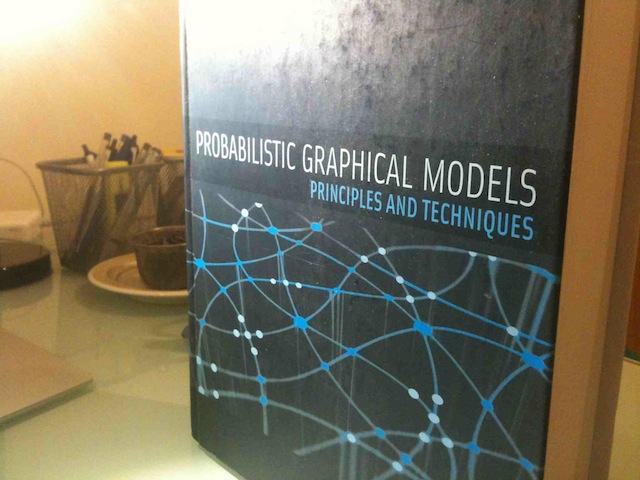 PROBABILISTIC GRAPHICAL MODELS
PRINCIPLES AND TECHNIQUES